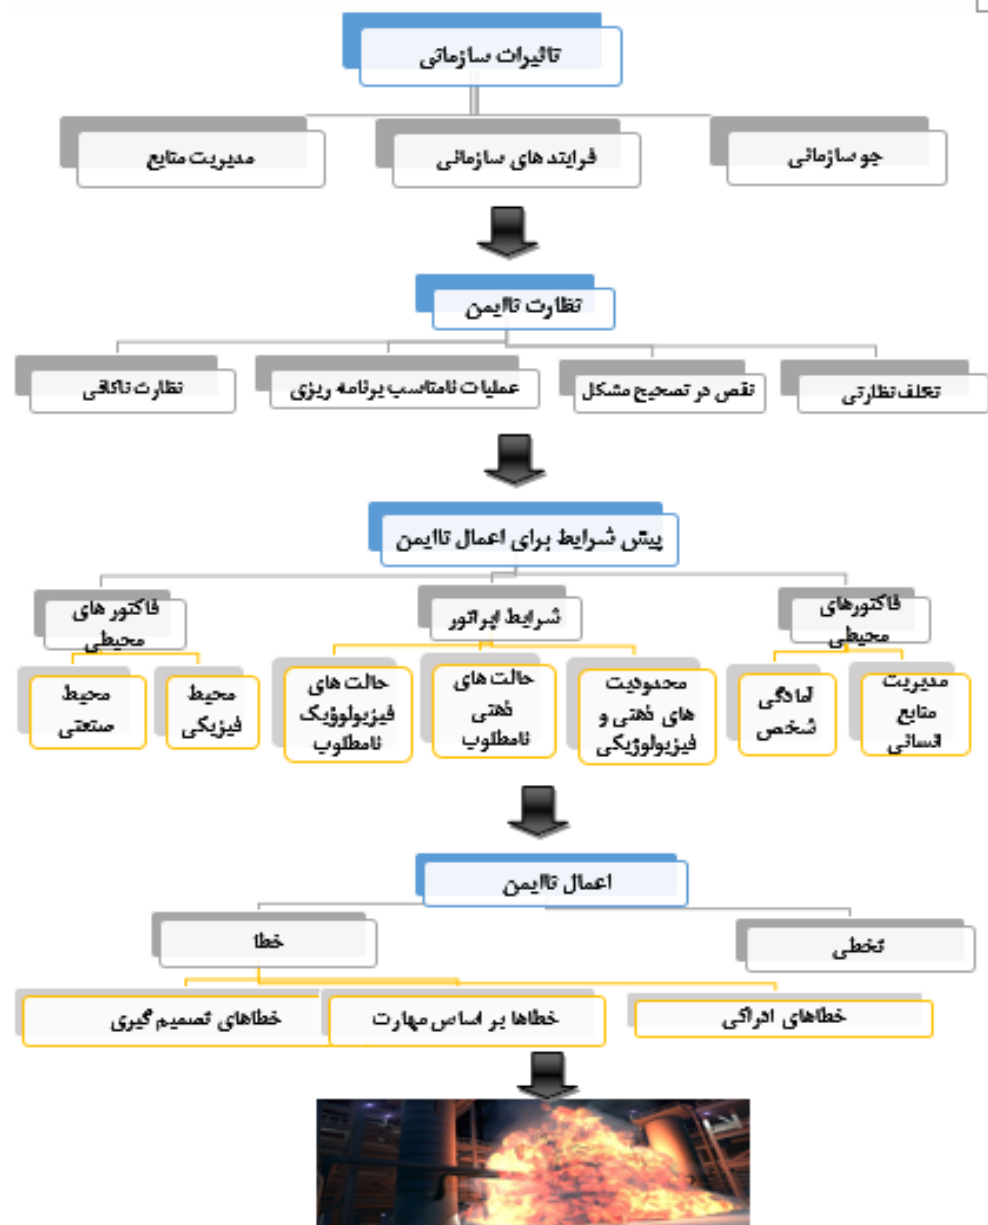 تاثیرات سازمانی
جو سازمانی
فرایندهای سازمانی
مدیریت منابع
نظارت ناایمن
تخلف نظارتی
نقص در تصحیح مشکل
عملیات نامناسب برنامه ریزی
نظارت ناکافی
پیش شرایط برای اعمال ناایمن
فاکتورهای
محیطی
شرایط اپراتور
فاکتور های
محیطی
مدیریت
منابع
انسانی
آمادگی
شخص
محدودیت
های ذهنی و
فیزیولوژیکی
حالت های
ذهنی
نامطلوب
حالت های
فیزیولوؤیک
نامطلوب
محیط
فیزیکی
محیط
صنعتی
اعمال ناایمن
تخطی
خطا
خطاهای ادراکی
خطاها بر اساس مهارت
خطاهای تصمیم گیری